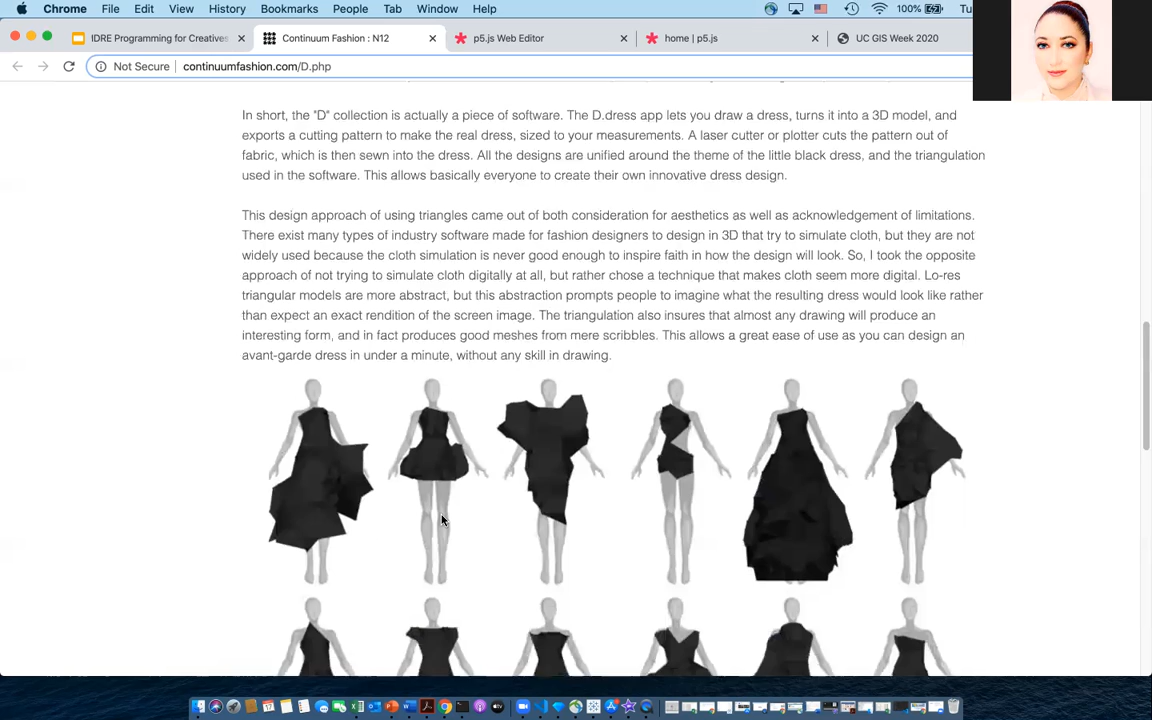 Chrome File Edit View History Bookmarks People Tab Window Help 100% Tu
IDRE Programming for Creatives Continuum Fashion : N12 p5.js Web Editor home | p5.js UC GIS Week 2020
Not Secure continuumfashion.com/D.php
In short, the "D" collection is actually a piece of software. The D.dress app lets you draw a dress, turns it into a 3D model, and
exports a cutting pattern to make the real dress, sized to your measurements. A laser cutter or plotter cuts the pattern out of
fabric, which is then sewn into the dress. All the designs are unified around the theme of the little black dress, and the triangulation
used in the software. This allows basically everyone to create their own innovative dress design.
This design approach of using triangles came out of both consideration for aesthetics as well as acknowledgement of limitations.
There exist many types of industry software made for fashion designers to design in 3D that try to simulate cloth, but they are not
widely used because the cloth simulation is never good enough to inspire faith in how the design will look. So, I took the opposite
approach of not trying to simulate cloth digitally at all, but rather chose a technique that makes cloth seem more digital. Lo-res
triangular models are more abstract, but this abstraction prompts people to imagine what the resulting dress would look like rather
than expect an exact rendition of the screen image. The triangulation also insures that almost any drawing will produce an
interesting form, and in fact produces good meshes from mere scribbles. This allows a great ease of use as you can design an
avant-garde dress in under a minute, without any skill in drawing.